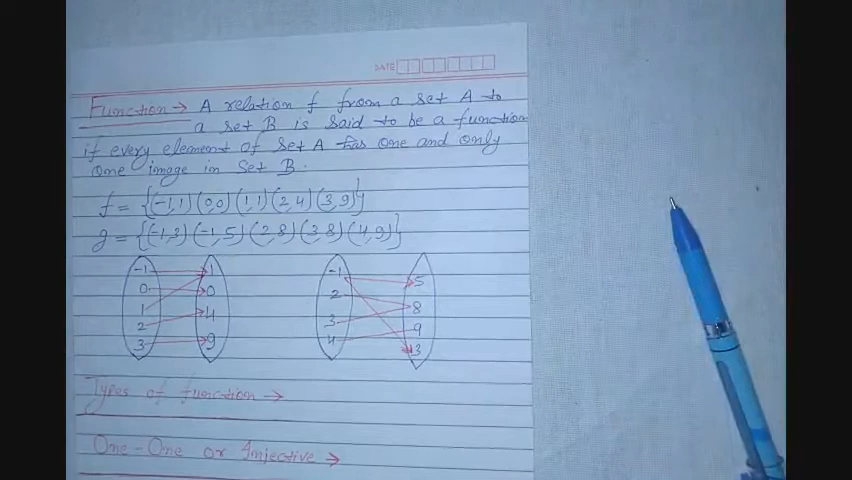 DATE
Function → A relation f from a set A to
a set B is said to be a function
if every element of set A has one and only
one image in set B.
f = {(-1,1) (0,0) (1,1) (2,4) (3,9)}
g = {(-1,3) (-1,5) (2,8) (3,8) (4,9)}
-1 1 -1 5
0 0 2 8
1 4 3 9
2 9 4 3
3
Types of function →
One-One or Injective →